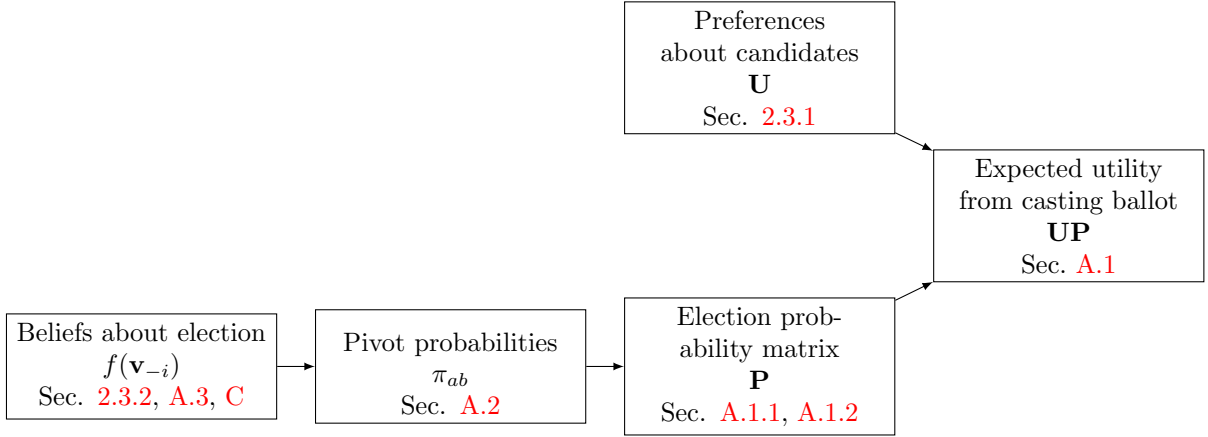 Preferences
about candidates
U
Sec. 2.3.1
Expected utility
from casting ballot
UP
Sec. A.1
Beliefs about election
f(v₋ᵢ)
Sec. 2.3.2, A.3, C
Pivot probabilities
πₐb
Sec. A.2
Election prob-
ability matrix
P
Sec. A.1.1, A.1.2